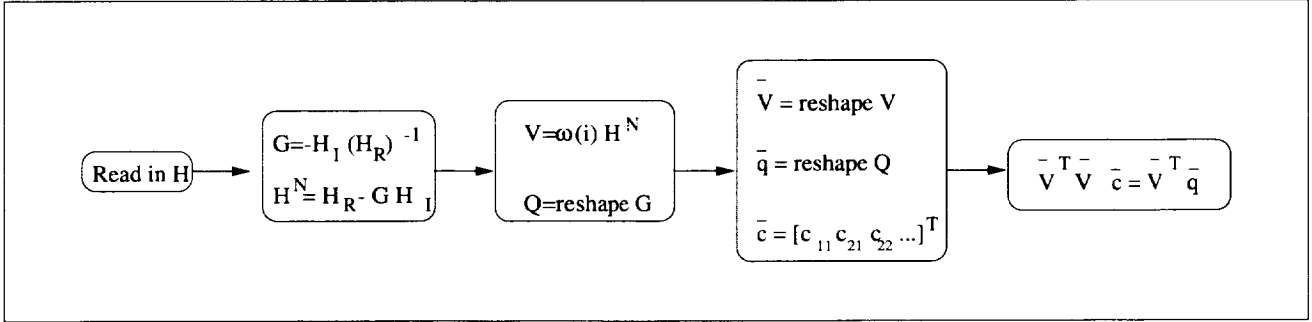 Read in H
G=-H_I (H_R)^-1
H^N=H_R-G H_I
V=ω(i) H^N
Q=reshape G
V̄ = reshape V
q̄ = reshape Q
c̄ = [c_11 c_21 c_22 ...]^T
V̄^T V̄ c̄ = V̄^T q̄